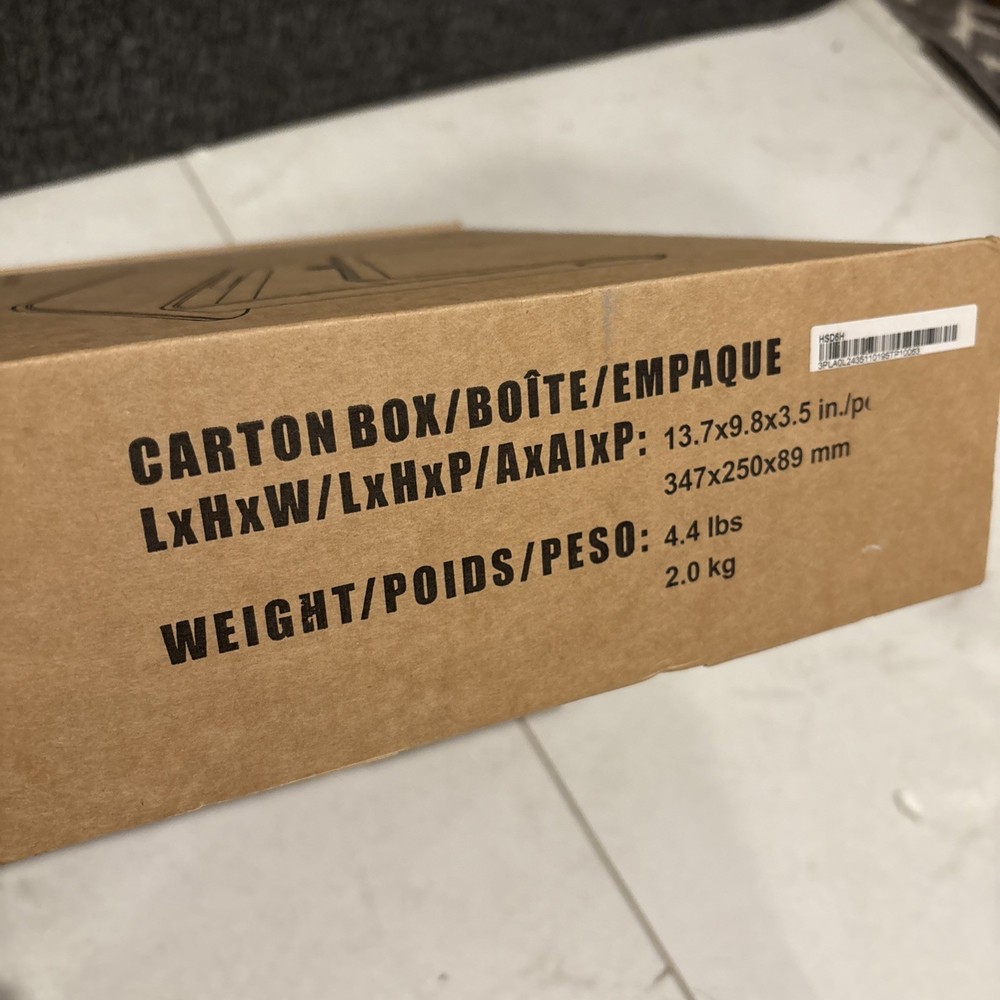 HSD6H
CARTON BOX/BOÎTE/EMPAQUE
LxHxW/LxHxP/AxAlxP: 13.7x9.8x3.5 in./
347x250x89 mm
WEIGHT/POIDS/PESO: 4.4 lbs
2.0 kg